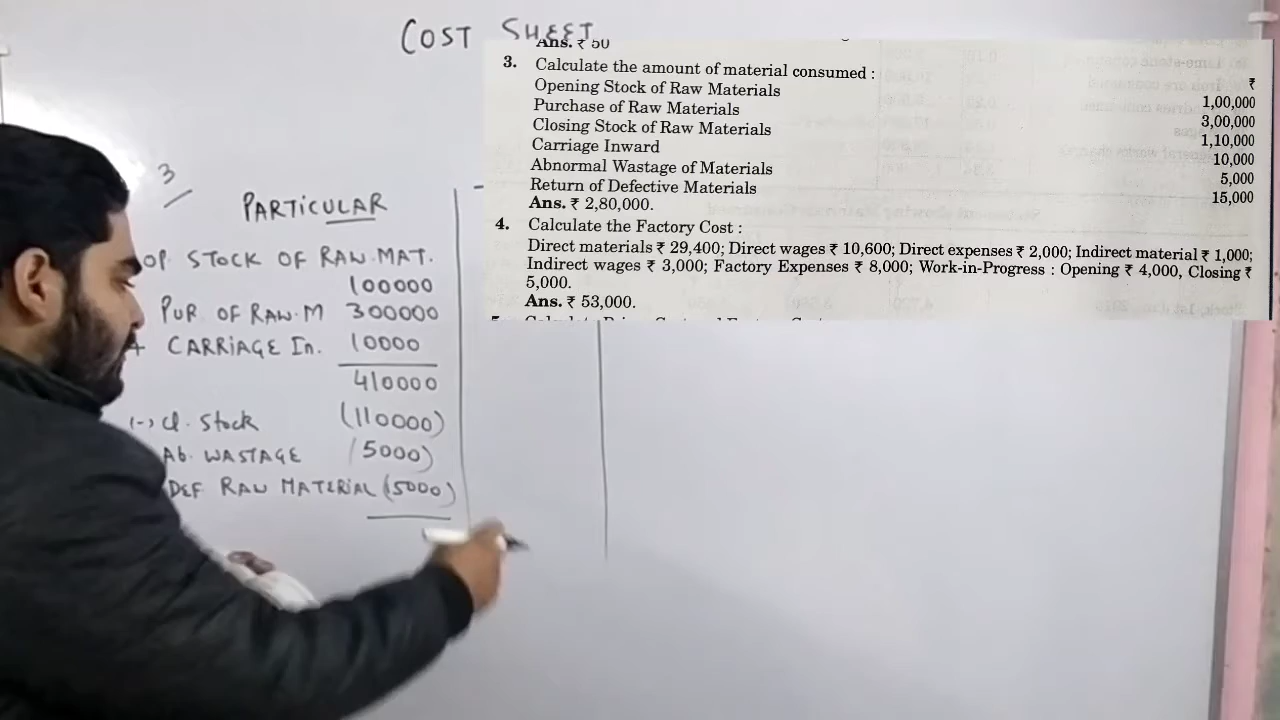 COST SHEET
Ans. ₹ 50
3. Calculate the amount of material consumed :
₹
Opening Stock of Raw Materials 1,00,000
Purchase of Raw Materials 3,00,000
Closing Stock of Raw Materials 1,10,000
Carriage Inward 10,000
Abnormal Wastage of Materials 5,000
Return of Defective Materials 15,000
Ans. ₹ 2,80,000.
4. Calculate the Factory Cost :
Direct materials ₹ 29,400; Direct wages ₹ 10,600; Direct expenses ₹ 2,000; Indirect material ₹ 1,000;
Indirect wages ₹ 3,000; Factory Expenses ₹ 8,000; Work-in-Progress : Opening ₹ 4,000, Closing ₹
5,000.
Ans. ₹ 53,000.
3
PARTICULAR
OP STOCK OF RAW MAT.
100000
PUR OF RAW.M 300000
+ CARRIAGE In. 10000
410000
(-) Cl. Stock (110000)
Ab. WASTAGE (5000)
DEF RAW MATERIAL (5000)